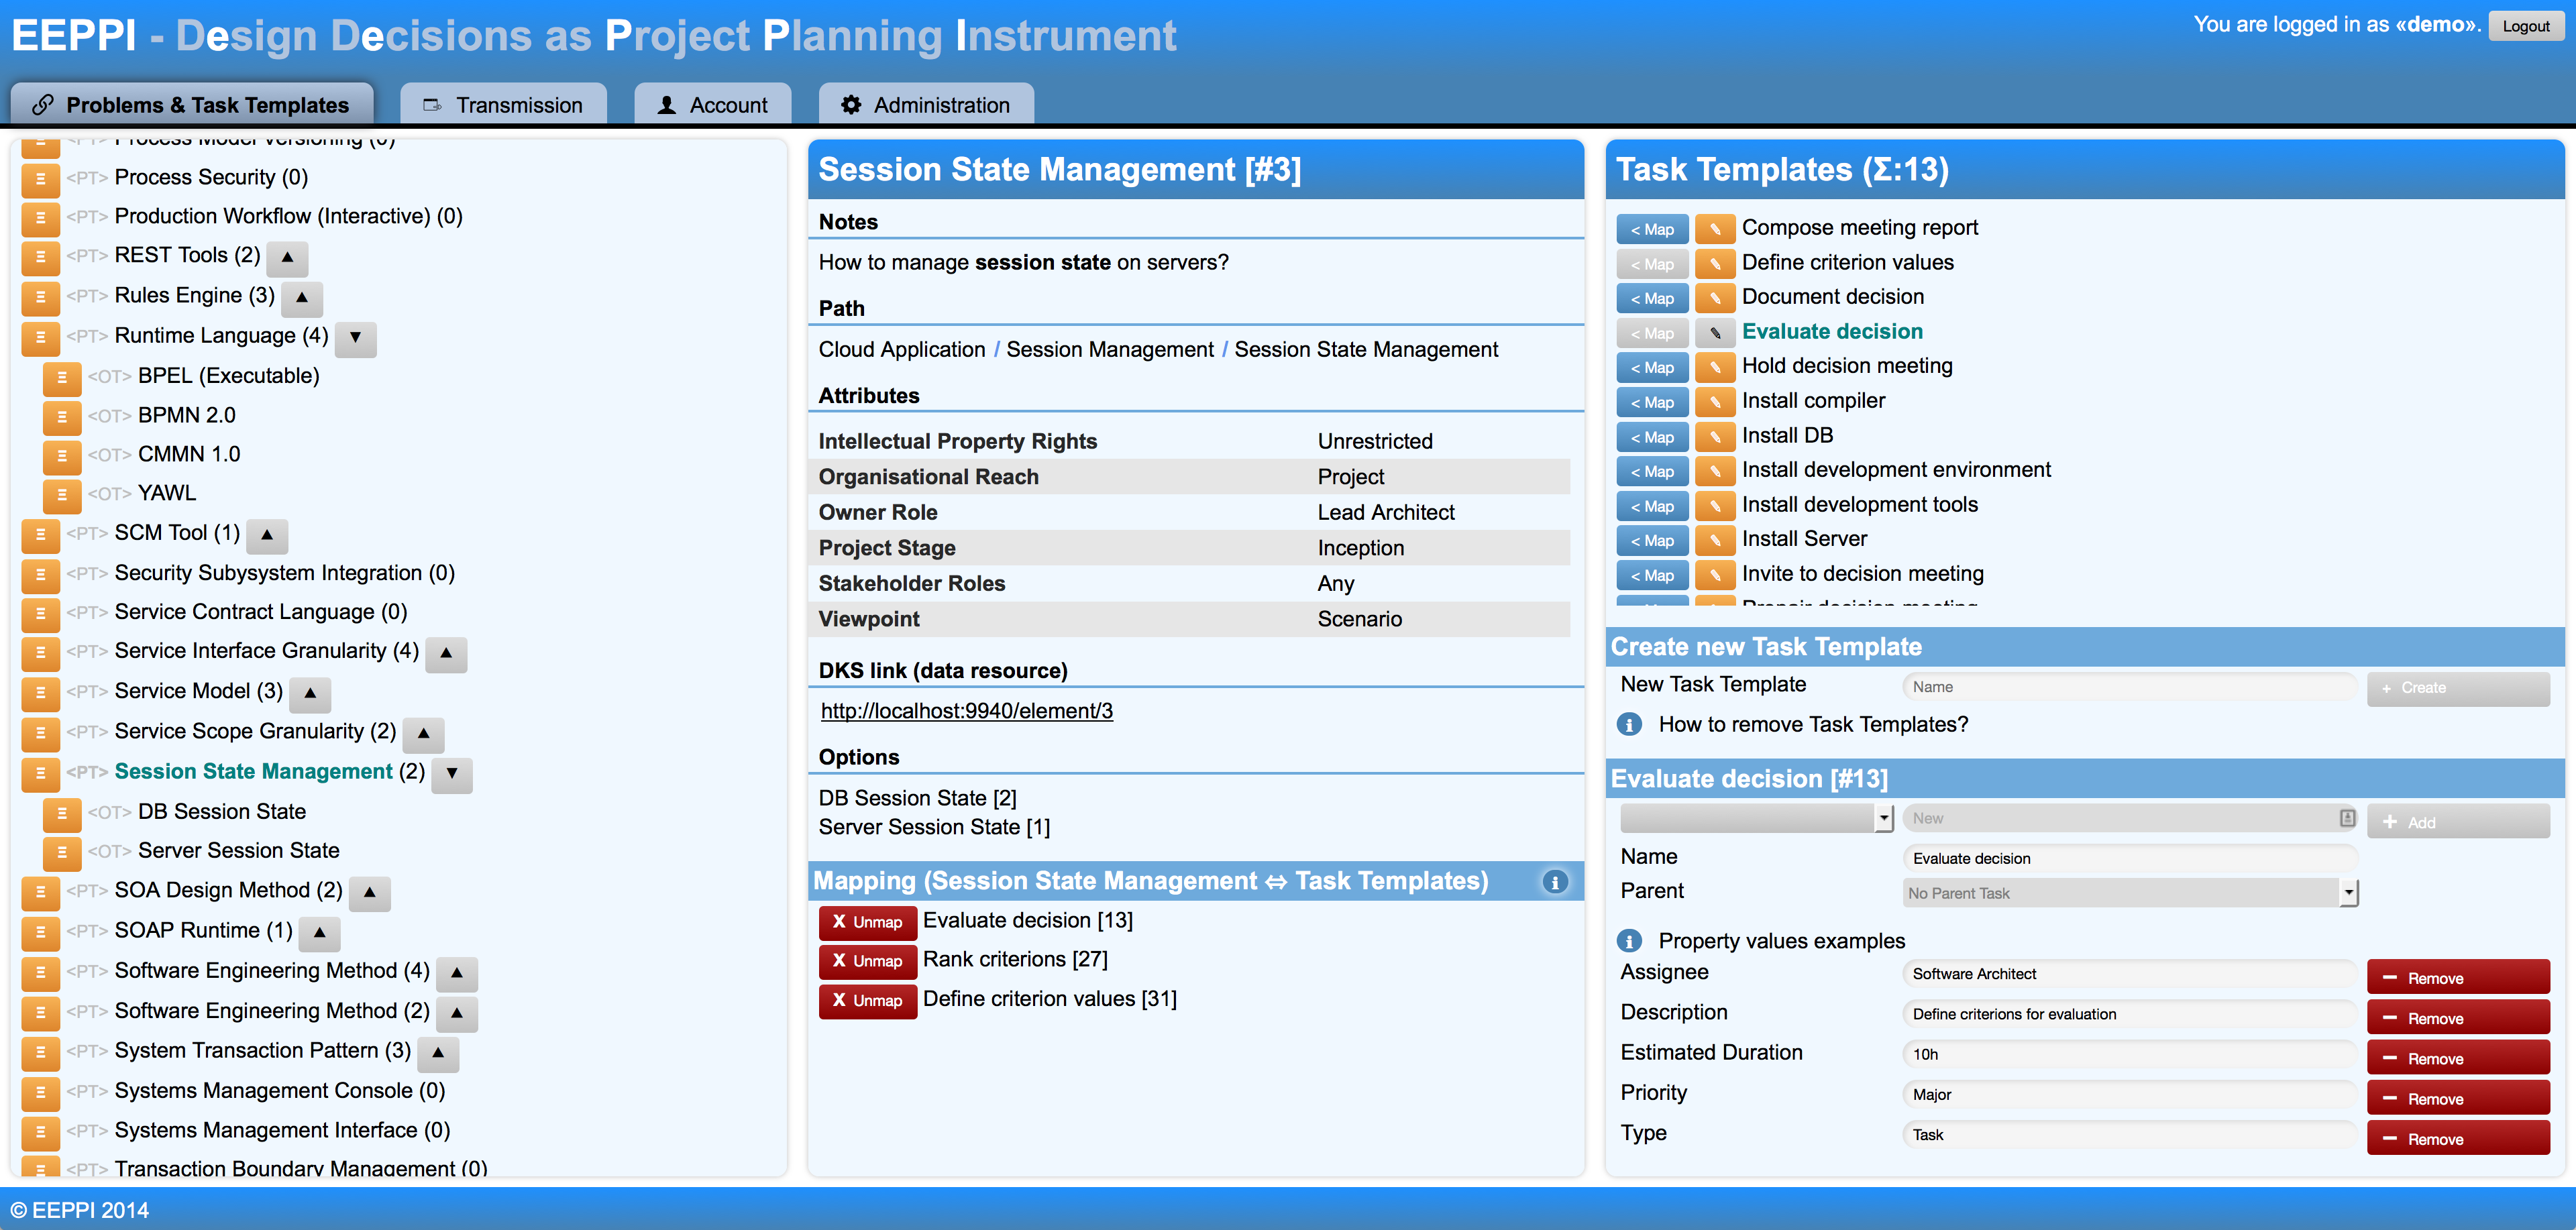 EEPPI - Design Decisions as Project Planning Instrument
You are logged in as «demo». Logout
Problems & Task Templates
Transmission
Account
Administration
<PT> Process Model Versioning (0)
<PT> Process Security (0)
<PT> Production Workflow (Interactive) (0)
<PT> REST Tools (2) ▲
<PT> Rules Engine (3) ▲
<PT> Runtime Language (4) ▼
<OT> BPEL (Executable)
<OT> BPMN 2.0
<OT> CMMN 1.0
<OT> YAWL
<PT> SCM Tool (1) ▲
<PT> Security Subysystem Integration (0)
<PT> Service Contract Language (0)
<PT> Service Interface Granularity (4) ▲
<PT> Service Model (3) ▲
<PT> Service Scope Granularity (2) ▲
<PT> Session State Management (2) ▼
<OT> DB Session State
<OT> Server Session State
<PT> SOA Design Method (2) ▲
<PT> SOAP Runtime (1) ▲
<PT> Software Engineering Method (4) ▲
<PT> Software Engineering Method (2) ▲
<PT> System Transaction Pattern (3) ▲
<PT> Systems Management Console (0)
<PT> Systems Management Interface (0)
<PT> Transaction Boundary Management (0)
Session State Management [#3]
Notes
How to manage session state on servers?
Path
Cloud Application / Session Management / Session State Management
Attributes
Intellectual Property Rights Unrestricted
Organisational Reach Project
Owner Role Lead Architect
Project Stage Inception
Stakeholder Roles Any
Viewpoint Scenario
DKS link (data resource)
http://localhost:9940/element/3
Options
DB Session State [2]
Server Session State [1]
Mapping (Session State Management ⇔ Task Templates)
X Unmap Evaluate decision [13]
X Unmap Rank criterions [27]
X Unmap Define criterion values [31]
Task Templates (Σ:13)
< Map Compose meeting report
< Map Define criterion values
< Map Document decision
< Map Evaluate decision
< Map Hold decision meeting
< Map Install compiler
< Map Install DB
< Map Install development environment
< Map Install development tools
< Map Install Server
< Map Invite to decision meeting
Prepair decision meeting
Create new Task Template
New Task Template Name + Create
How to remove Task Templates?
Evaluate decision [#13]
New + Add
Name Evaluate decision
Parent No Parent Task
Property values examples
Assignee Software Architect − Remove
Description Define criterions for evaluation − Remove
Estimated Duration 10h − Remove
Priority Major − Remove
Type Task − Remove
© EEPPI 2014